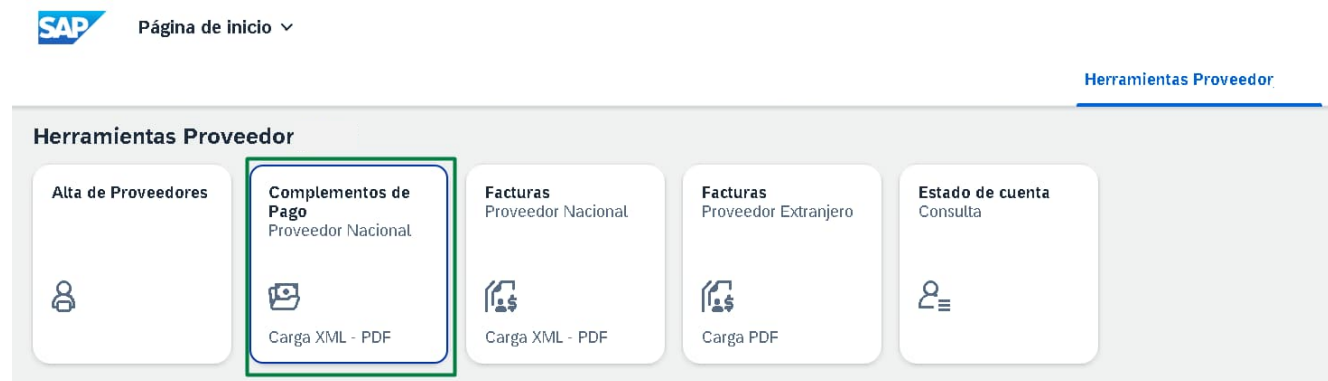 SAP
Página de inicio
Herramientas Proveedor
Herramientas Proveedor
Alta de Proveedores
Complementos de
Pago
Proveedor Nacional
Carga XML - PDF
Facturas
Proveedor Nacional
Carga XML - PDF
Facturas
Proveedor Extranjero
Carga PDF
Estado de cuenta
Consulta